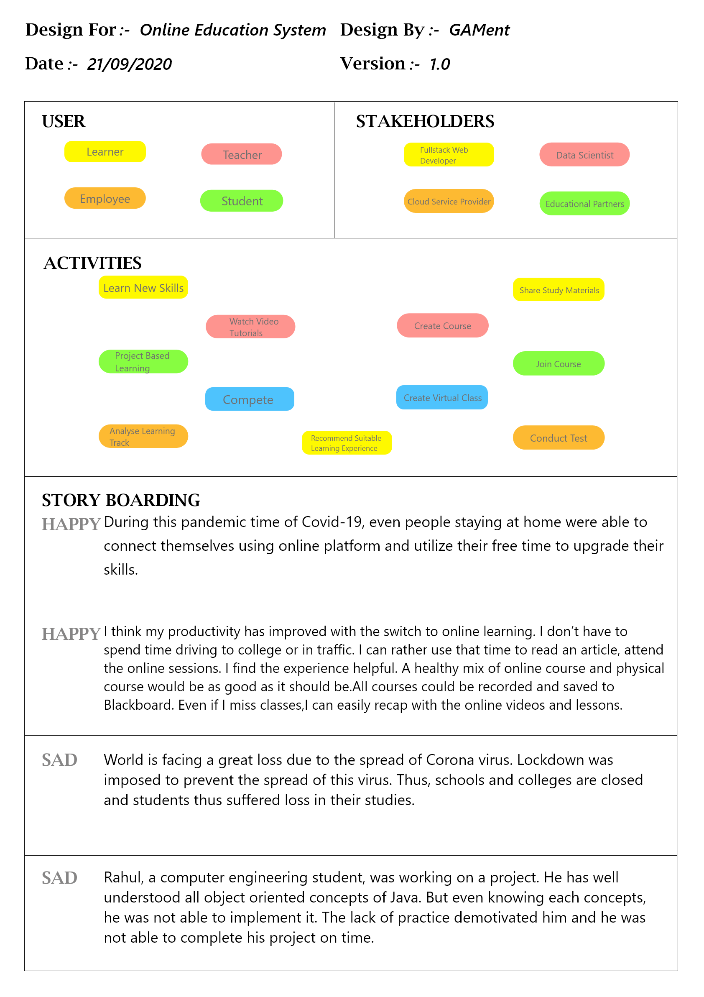 Design For :- Online Education System Design By :- GAMent
Date :- 21/09/2020 Version :- 1.0
USER
Learner
Teacher
Employee
Student
STAKEHOLDERS
Fullstack Web
Developer
Data Scientist
Cloud Service Provider
Educational Partners
ACTIVITIES
Learn New Skills
Share Study Materials
Watch Video
Tutorials
Create Course
Project Based
Learning
Join Course
Compete
Create Virtual Class
Analyse Learning
Track
Recommend Suitable
Learning Experience
Conduct Test
STORY BOARDING
HAPPY During this pandemic time of Covid-19, even people staying at home were able to
connect themselves using online platform and utilize their free time to upgrade their
skills.
HAPPY I think my productivity has improved with the switch to online learning. I don't have to
spend time driving to college or in traffic. I can rather use that time to read an article, attend
the online sessions. I find the experience helpful. A healthy mix of online course and physical
course would be as good as it should be.All courses could be recorded and saved to
Blackboard. Even if I miss classes,I can easily recap with the online videos and lessons.
SAD World is facing a great loss due to the spread of Corona virus. Lockdown was
imposed to prevent the spread of this virus. Thus, schools and colleges are closed
and students thus suffered loss in their studies.
SAD Rahul, a computer engineering student, was working on a project. He has well
understood all object oriented concepts of Java. But even knowing each concepts,
he was not able to implement it. The lack of practice demotivated him and he was
not able to complete his project on time.